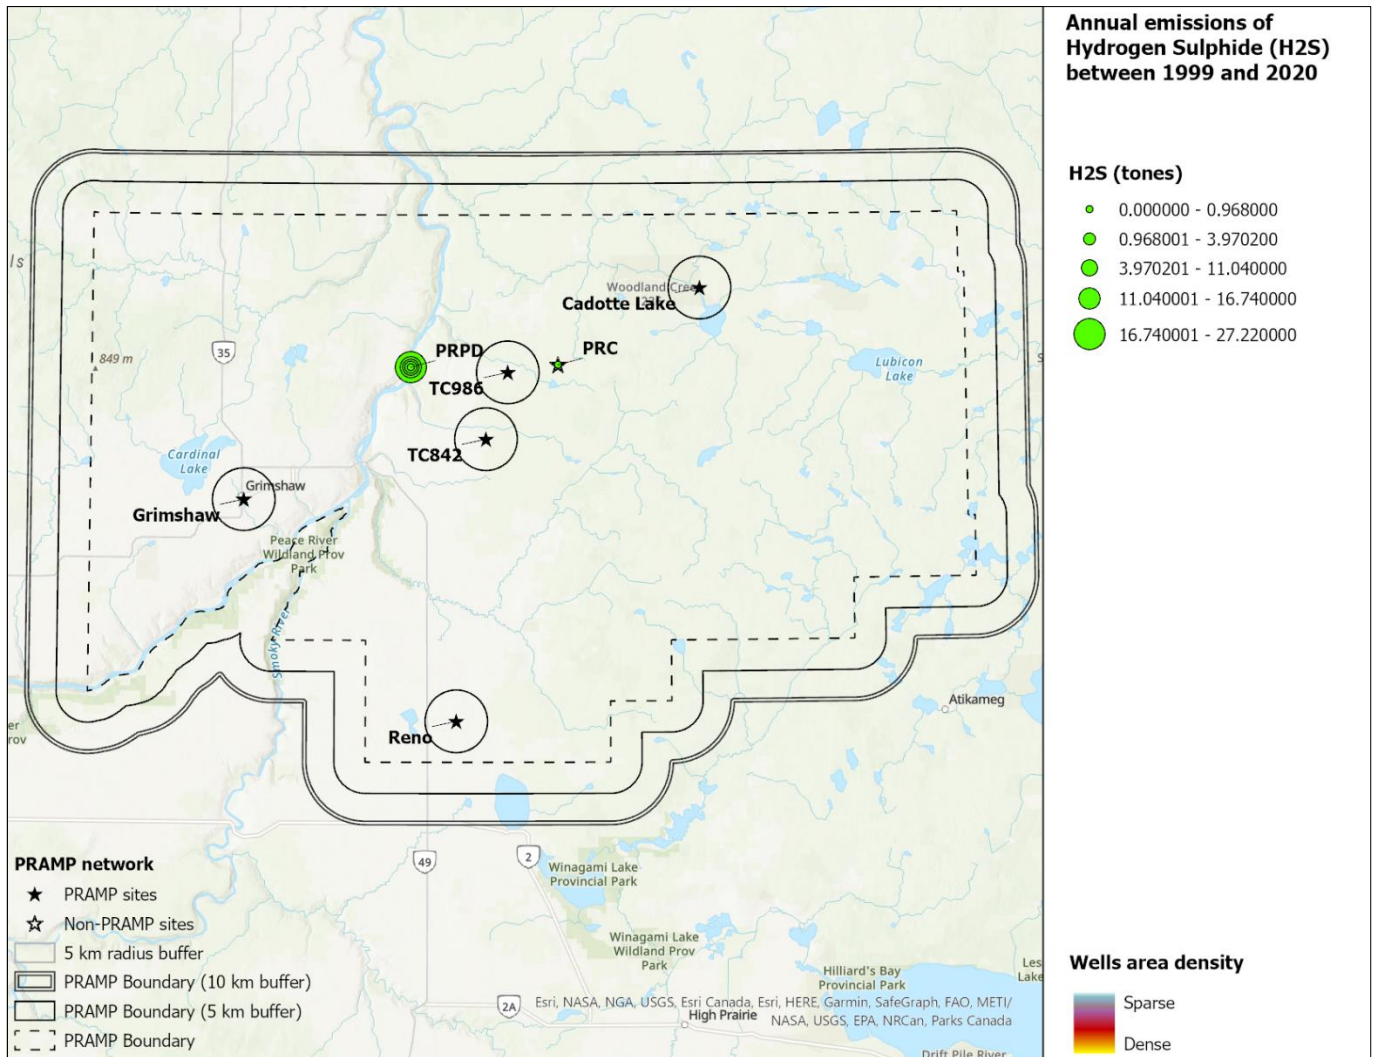 Annual emissions of
Hydrogen Sulphide (H2S)
between 1999 and 2020
H2S (tones)
0.000000 - 0.968000
0.968001 - 3.970200
3.970201 - 11.040000
11.040001 - 16.740000
16.740001 - 27.220000
ls
Woodland Cree
Cadotte Lake
35
849 m
PRPD
PRC
TC986
Lubicon
Lake
S
TC842
Cardinal
Lake
Grimshaw
Grimshaw
Peace River
Wildland Prov
Park
Smoky River
Atikameg
er
rov
Reno
49
2
Winagami Lake
Provincial Park
Winagami Lake
Wildland Prov
Park
Les
Lake
Hilliard's Bay
Provincial Park
2A
Esri, NASA, NGA, USGS, Esri Canada, Esri, HERE, Garmin, SafeGraph, FAO, METI/
NASA, USGS, EPA, NRCan, Parks Canada
High Prairie
Drift Pile River
PRAMP network
PRAMP sites
Non-PRAMP sites
5 km radius buffer
PRAMP Boundary (10 km buffer)
PRAMP Boundary (5 km buffer)
PRAMP Boundary
Wells area density
Sparse
Dense